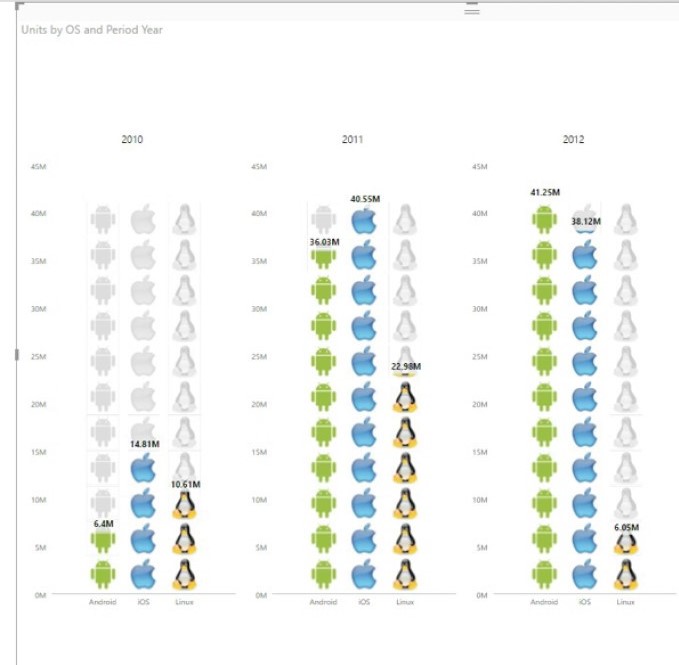 Units by OS and Period Year
2010
45M
40M
35M
30M
25M
20M
15M
10M
5M
0M
14.81M
10.61M
6.4M
Android iOS Linux
2011
45M
40M
35M
30M
25M
20M
15M
10M
5M
0M
40.55M
36.03M
22.98M
Android iOS Linux
2012
45M
40M
35M
30M
25M
20M
15M
10M
5M
0M
41.25M
38.12M
6.05M
Android iOS Linux